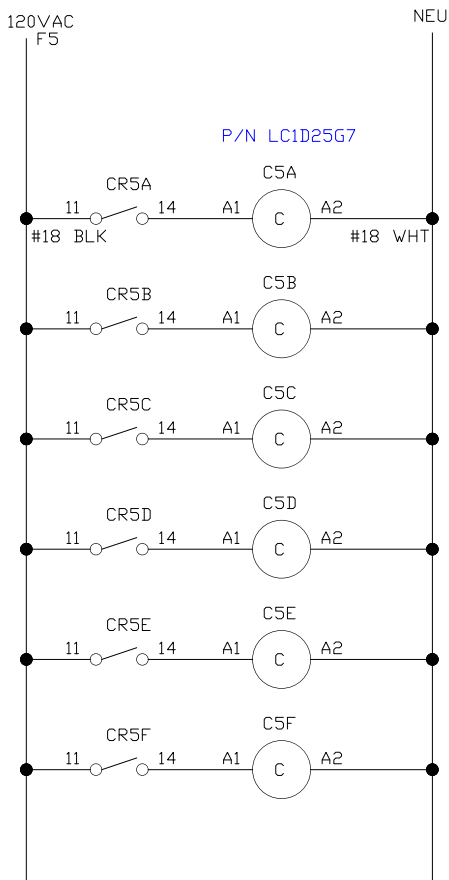 120VAC
F5
NEU
P/N LC1D25G7
CR5A
C5A
11
14
A1
C
A2
#18 BLK
#18 WHT
CR5B
C5B
11
14
A1
C
A2
CR5C
C5C
11
14
A1
C
A2
CR5D
C5D
11
14
A1
C
A2
CR5E
C5E
11
14
A1
C
A2
CR5F
C5F
11
14
A1
C
A2